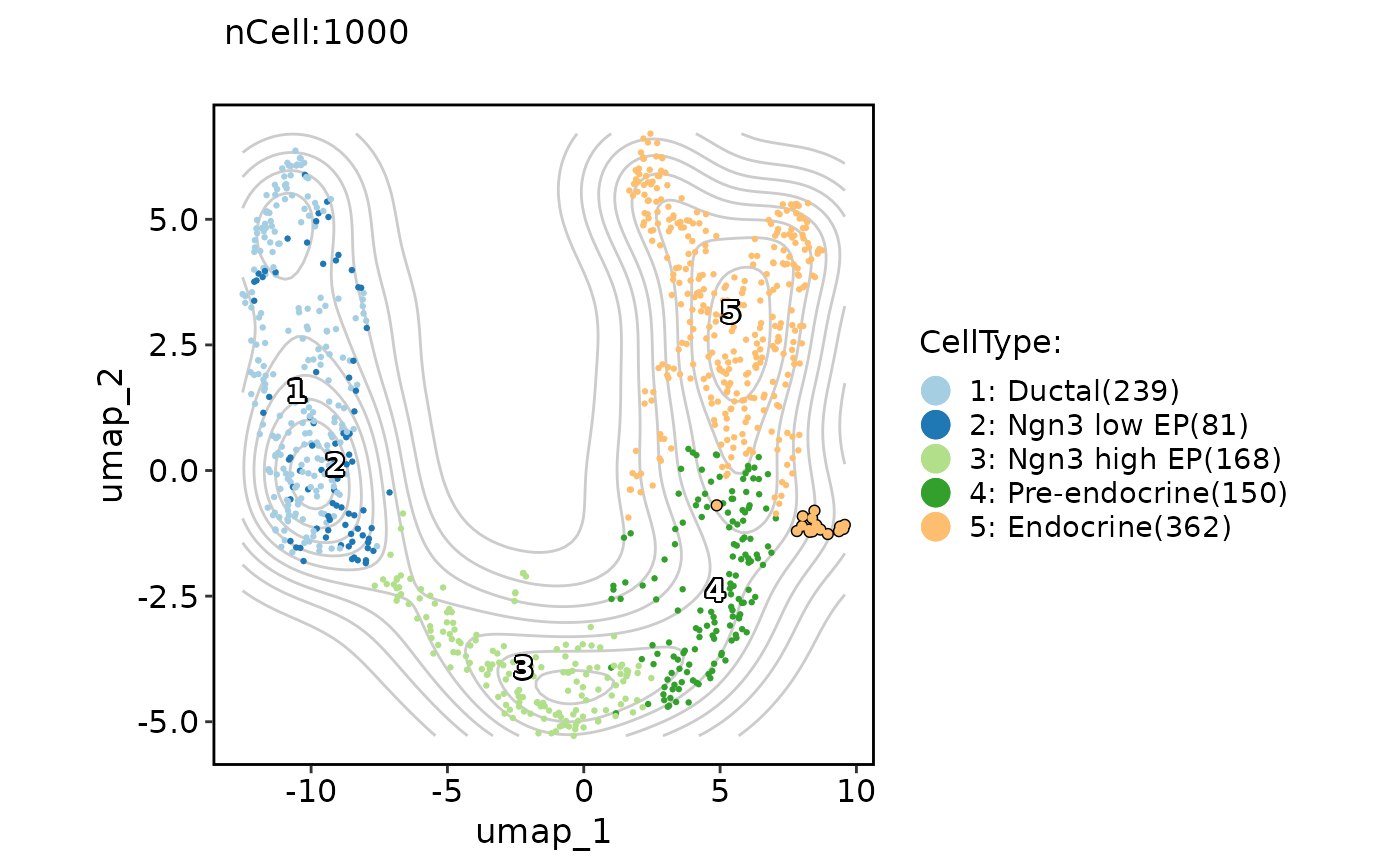 nCell:1000
5.0
2.5
0.0
-2.5
-5.0
umap_2
1
2
3
4
5
-10
-5
0
5
10
umap_1
CellType:
1: Ductal(239)
2: Ngn3 low EP(81)
3: Ngn3 high EP(168)
4: Pre-endocrine(150)
5: Endocrine(362)